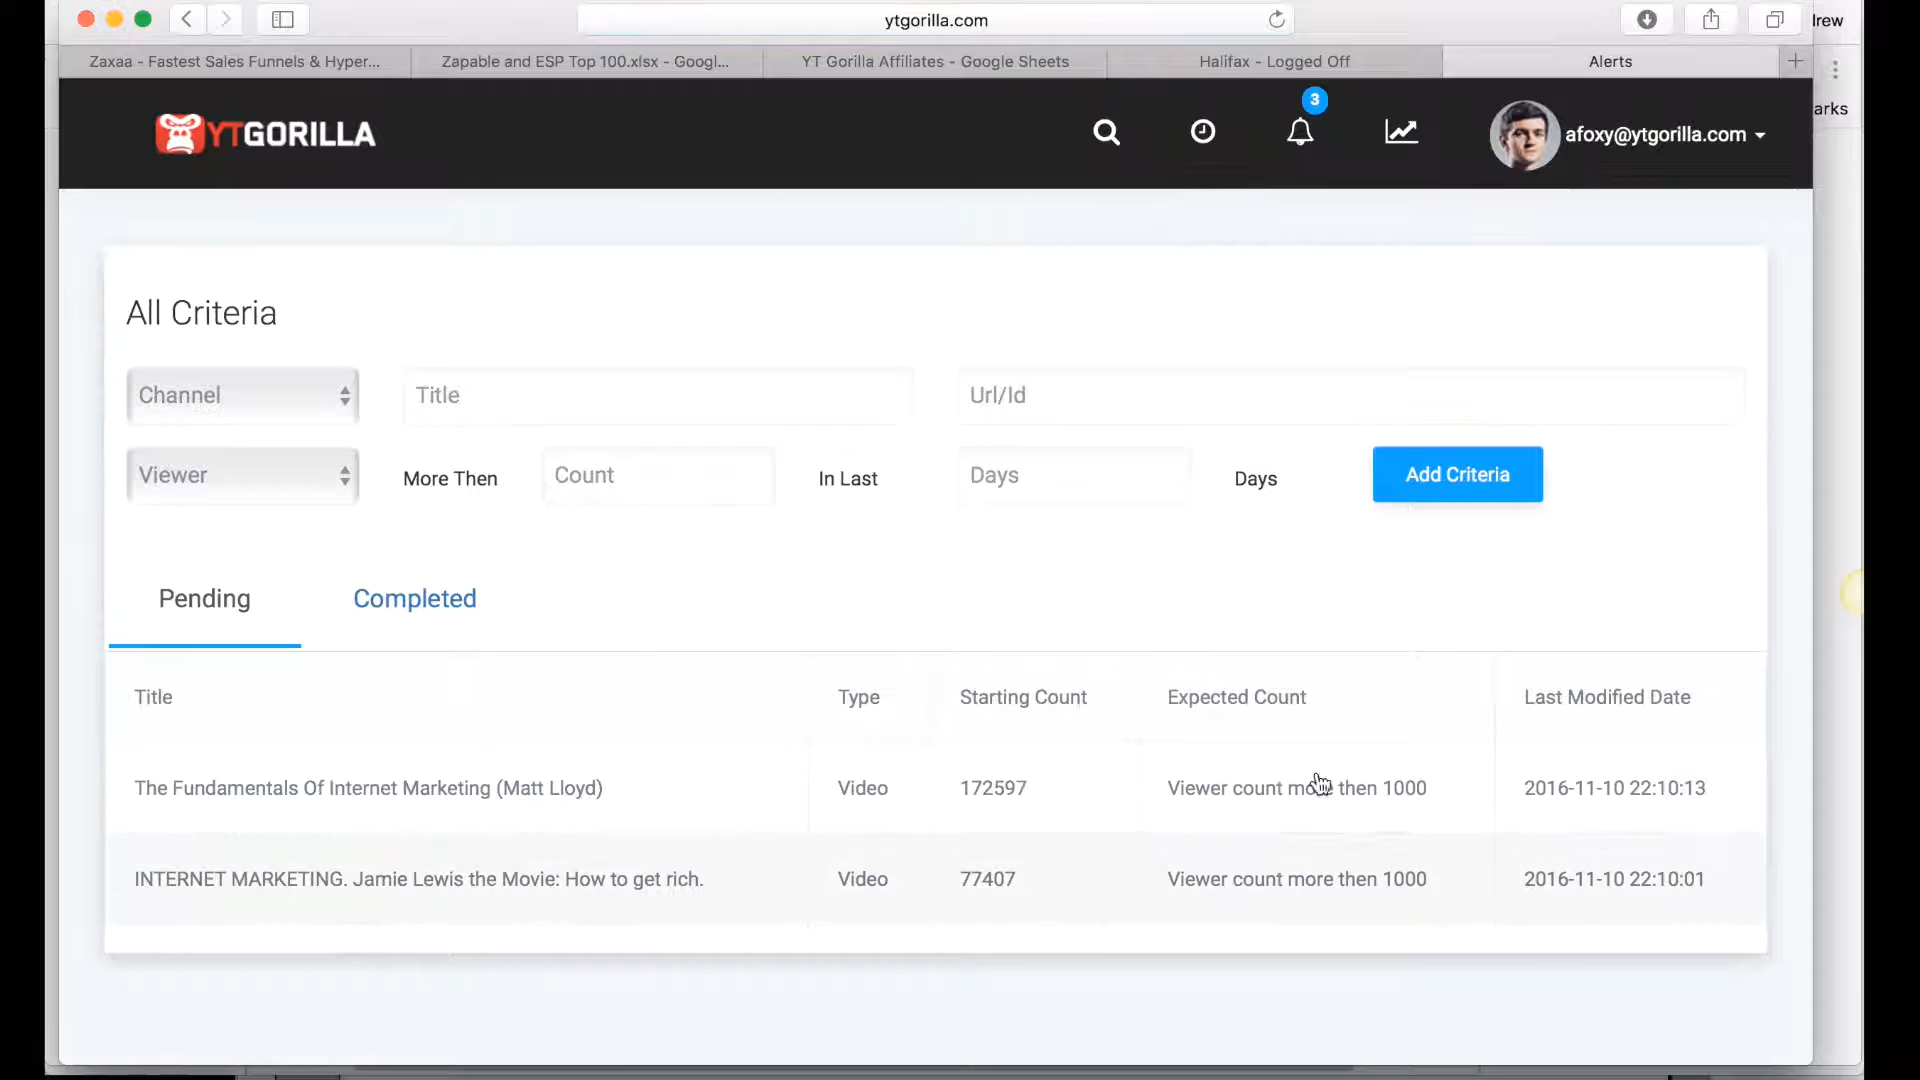 ytgorilla.com
lrew
Zaxaa - Fastest Sales Funnels & Hyper...
Zapable and ESP Top 100.xlsx - Googl...
YT Gorilla Affiliates - Google Sheets
Halifax - Logged Off
Alerts
arks
3
YTGORILLA
afoxy@ytgorilla.com
All Criteria
Channel
Title
Url/Id
Viewer
More Then
Count
In Last
Days
Days
Add Criteria
Pending
Completed
Title Type Starting Count Expected Count Last Modified Date
The Fundamentals Of Internet Marketing (Matt Lloyd) Video 172597 Viewer count more then 1000 2016-11-10 22:10:13
INTERNET MARKETING. Jamie Lewis the Movie: How to get rich. Video 77407 Viewer count more then 1000 2016-11-10 22:10:01